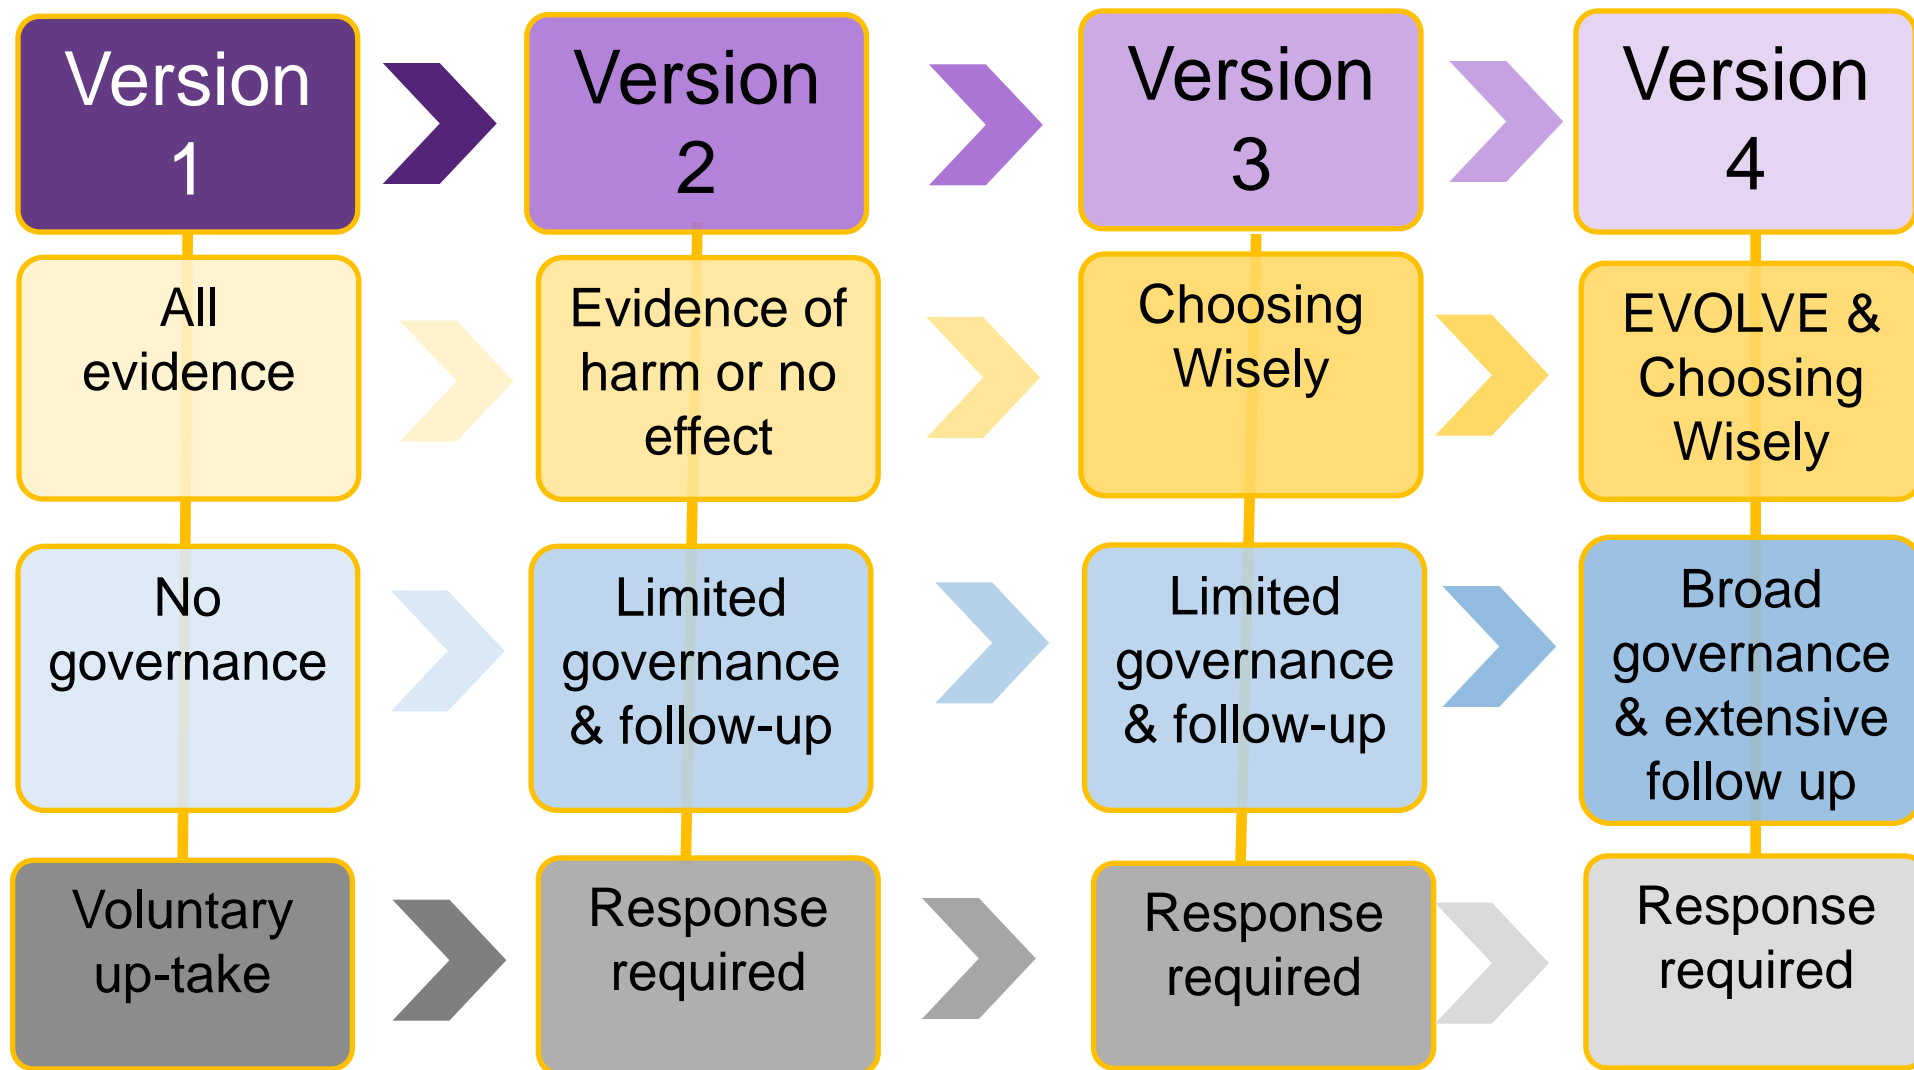 Version
1
Version
2
Version
3
Version
4
All
evidence
Evidence of
harm or no
effect
Choosing
Wisely
EVOLVE &
Choosing
Wisely
No
governance
Limited
governance
& follow-up
Limited
governance
& follow-up
Broad
governance
& extensive
follow up
Voluntary
up-take
Response
required
Response
required
Response
required